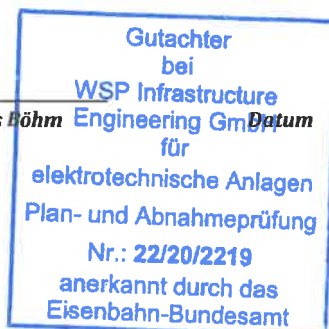 Gutachter
bei
WSP Infrastructure
Böhm Engineering GmbH Datum
für
elektrotechnische Anlagen
Plan- und Abnahmeprüfung
Nr.: 22/20/2219
anerkannt durch das
Eisenbahn-Bundesamt